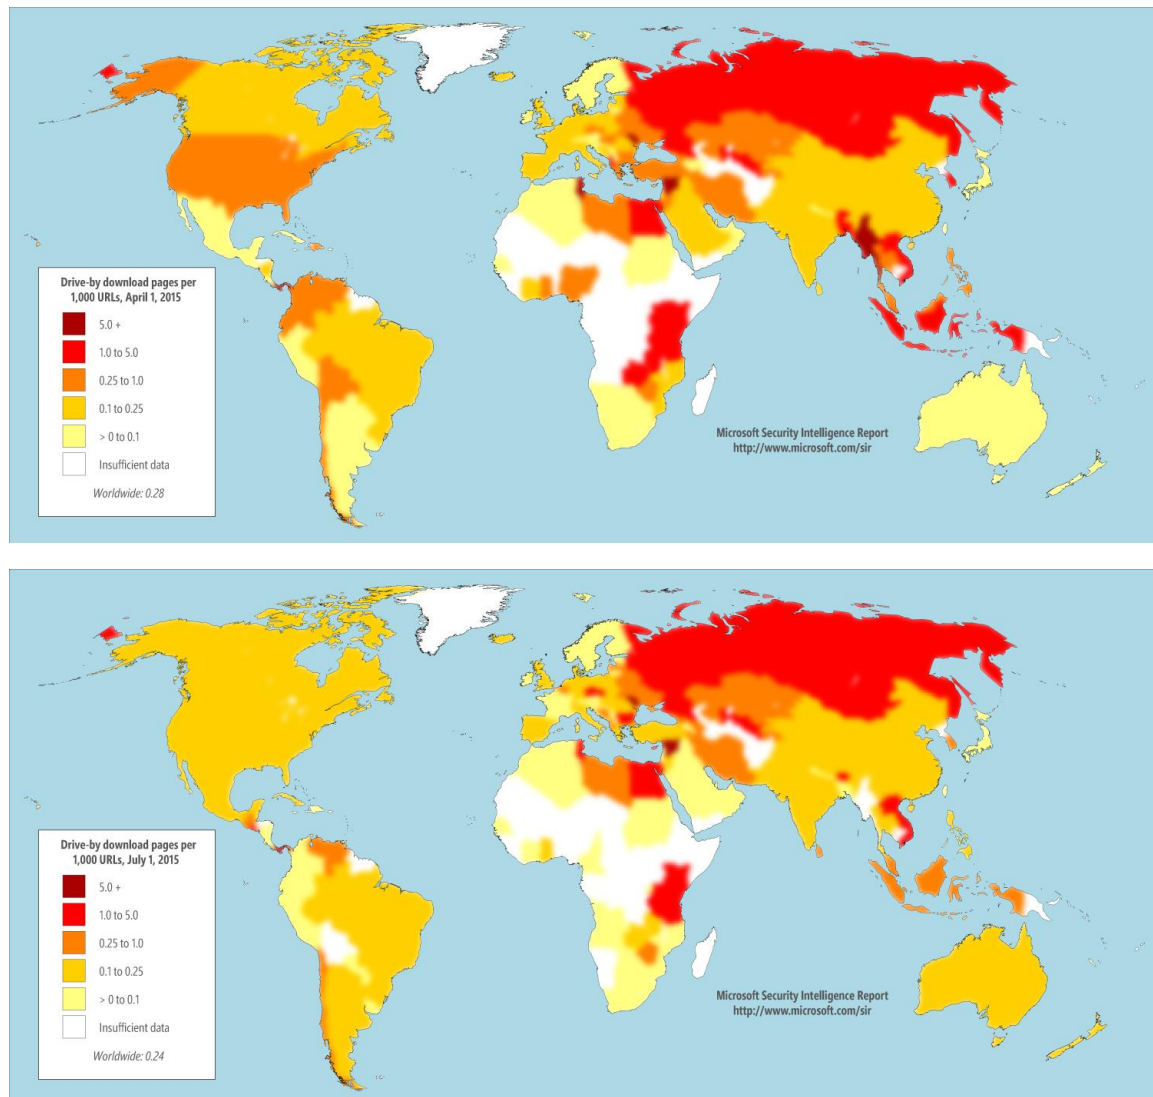 Drive-by download pages per
1,000 URLs, April 1, 2015
5.0 +
1.0 to 5.0
0.25 to 1.0
0.1 to 0.25
> 0 to 0.1
Insufficient data
Worldwide: 0.28
Microsoft Security Intelligence Report
http://www.microsoft.com/sir
Drive-by download pages per
1,000 URLs, July 1, 2015
5.0 +
1.0 to 5.0
0.25 to 1.0
0.1 to 0.25
> 0 to 0.1
Insufficient data
Worldwide: 0.24
Microsoft Security Intelligence Report
http://www.microsoft.com/sir